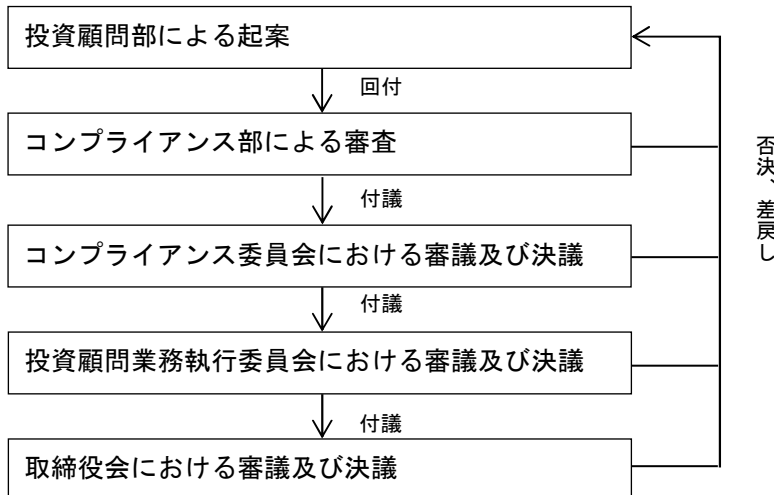 投資顧問部による起案
回付
コンプライアンス部による審査
付議
コンプライアンス委員会における審議及び決議
付議
投資顧問業務執行委員会における審議及び決議
付議
取締役会における審議及び決議
否決、差戻し